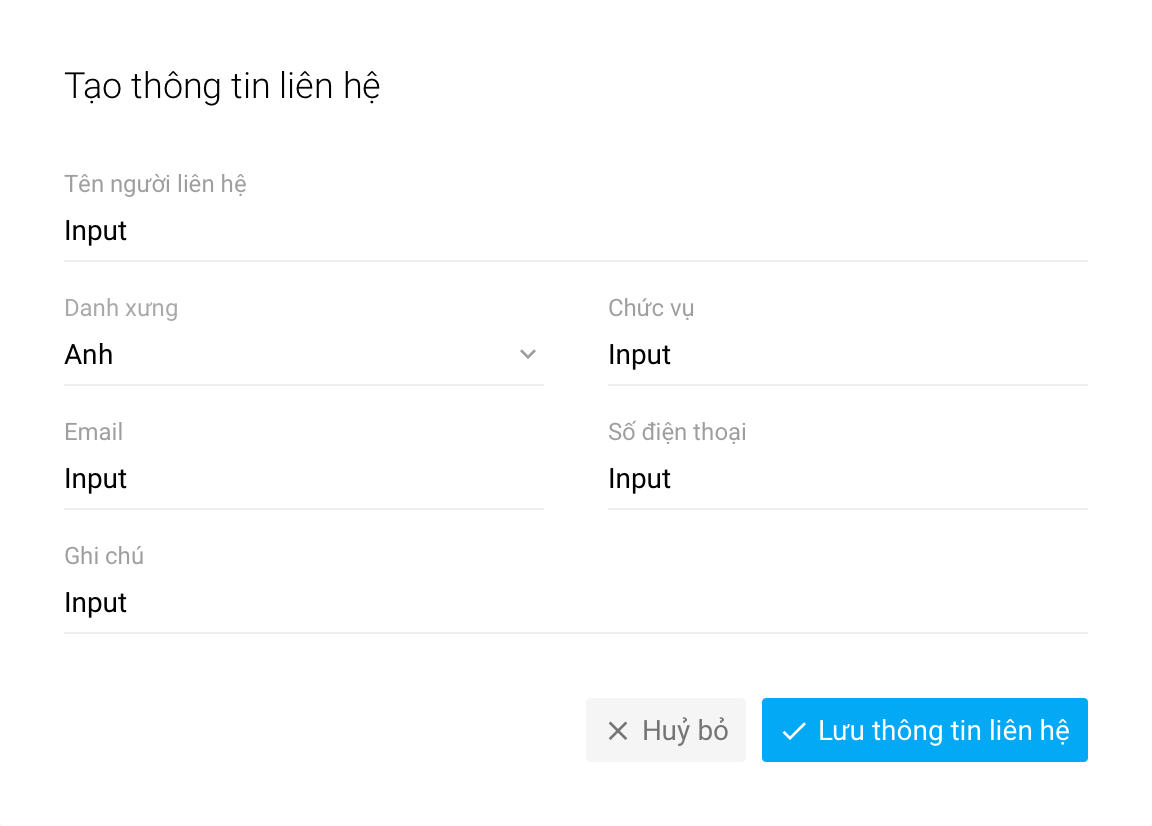 Tạo thông tin liên hệ
Tên người liên hệ
Input
Danh xưng
Chức vụ
Anh
Input
Email
Số điện thoại
Input
Input
Ghi chú
Input
Huỷ bỏ
Lưu thông tin liên hệ